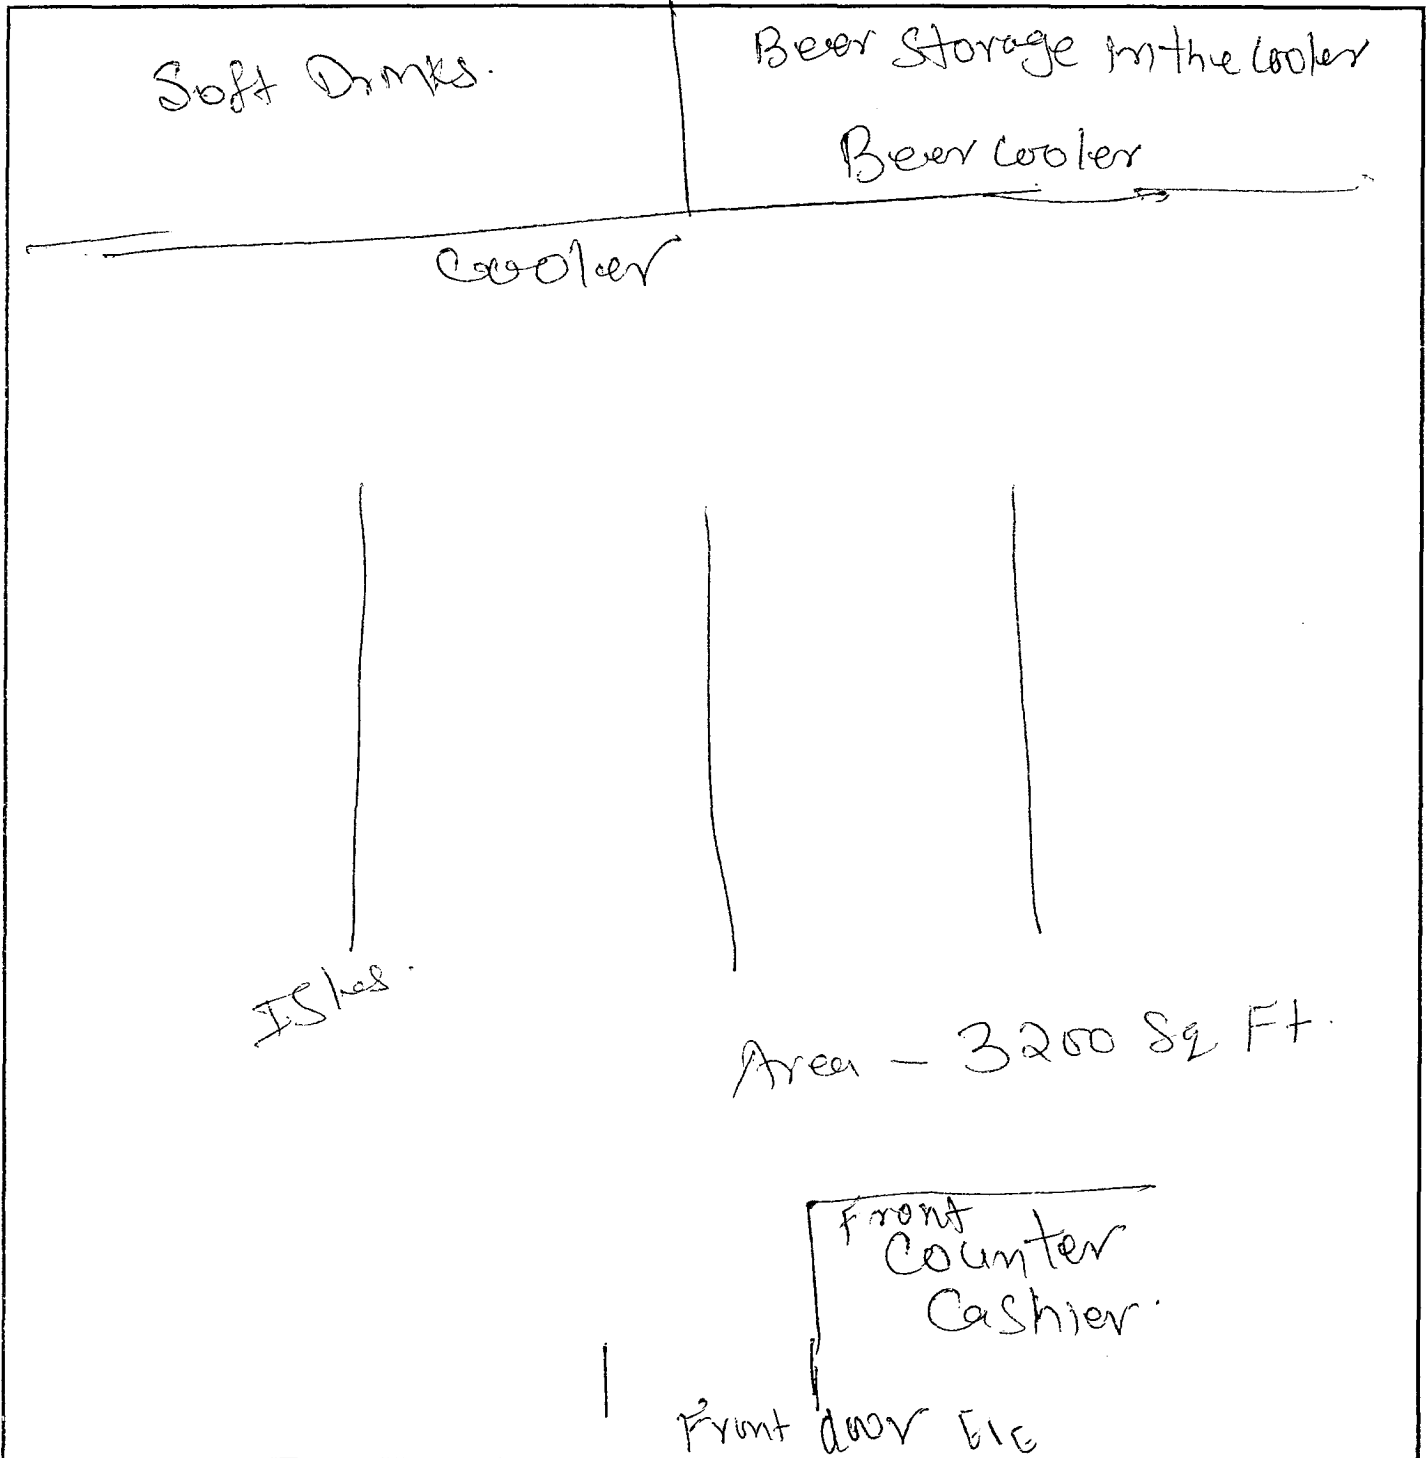 Soft Drinks.
Beer Storage in the Cooler
Beer Cooler
Cooler
Isles.
Area - 3200 Sq Ft.
Front
Counter
Cashier.
Front door E/E